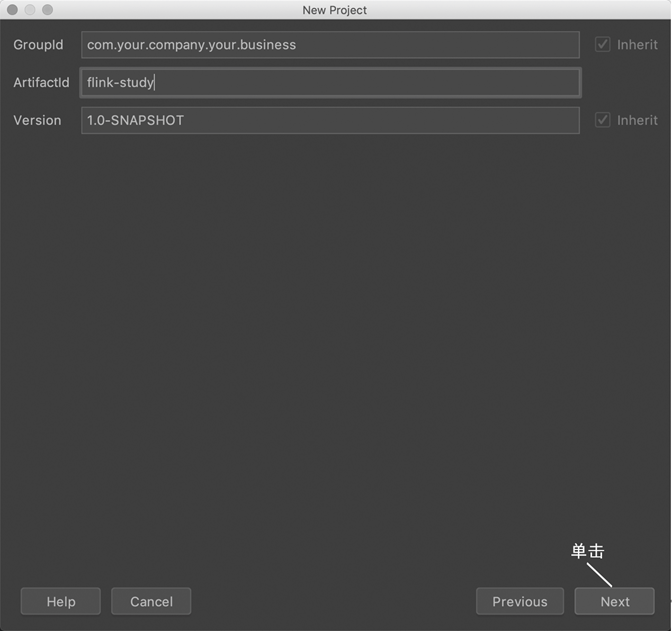 New Project
GroupId com.your.company.your.business Inherit
ArtifactId flink-study
Version 1.0-SNAPSHOT Inherit
单击
Help Cancel Previous Next